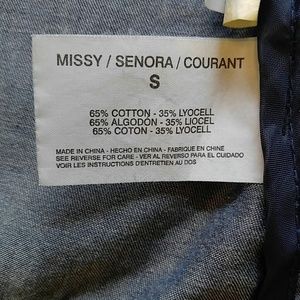 MISSY / SENORA / COURANT
S
65% COTTON - 35% LYOCELL
65% ALGODON - 35% LIOCEL
65% COTON - 35% LYOCELL
MADE IN CHINA - HECHO EN CHINA - FABRIQUE EN CHINE
SEE REVERSE FOR CARE - VER AL REVERSO PARA EL CUIDADO
VOIR LES INSTRUCTIONS D'ENTRETIEN AU DOS